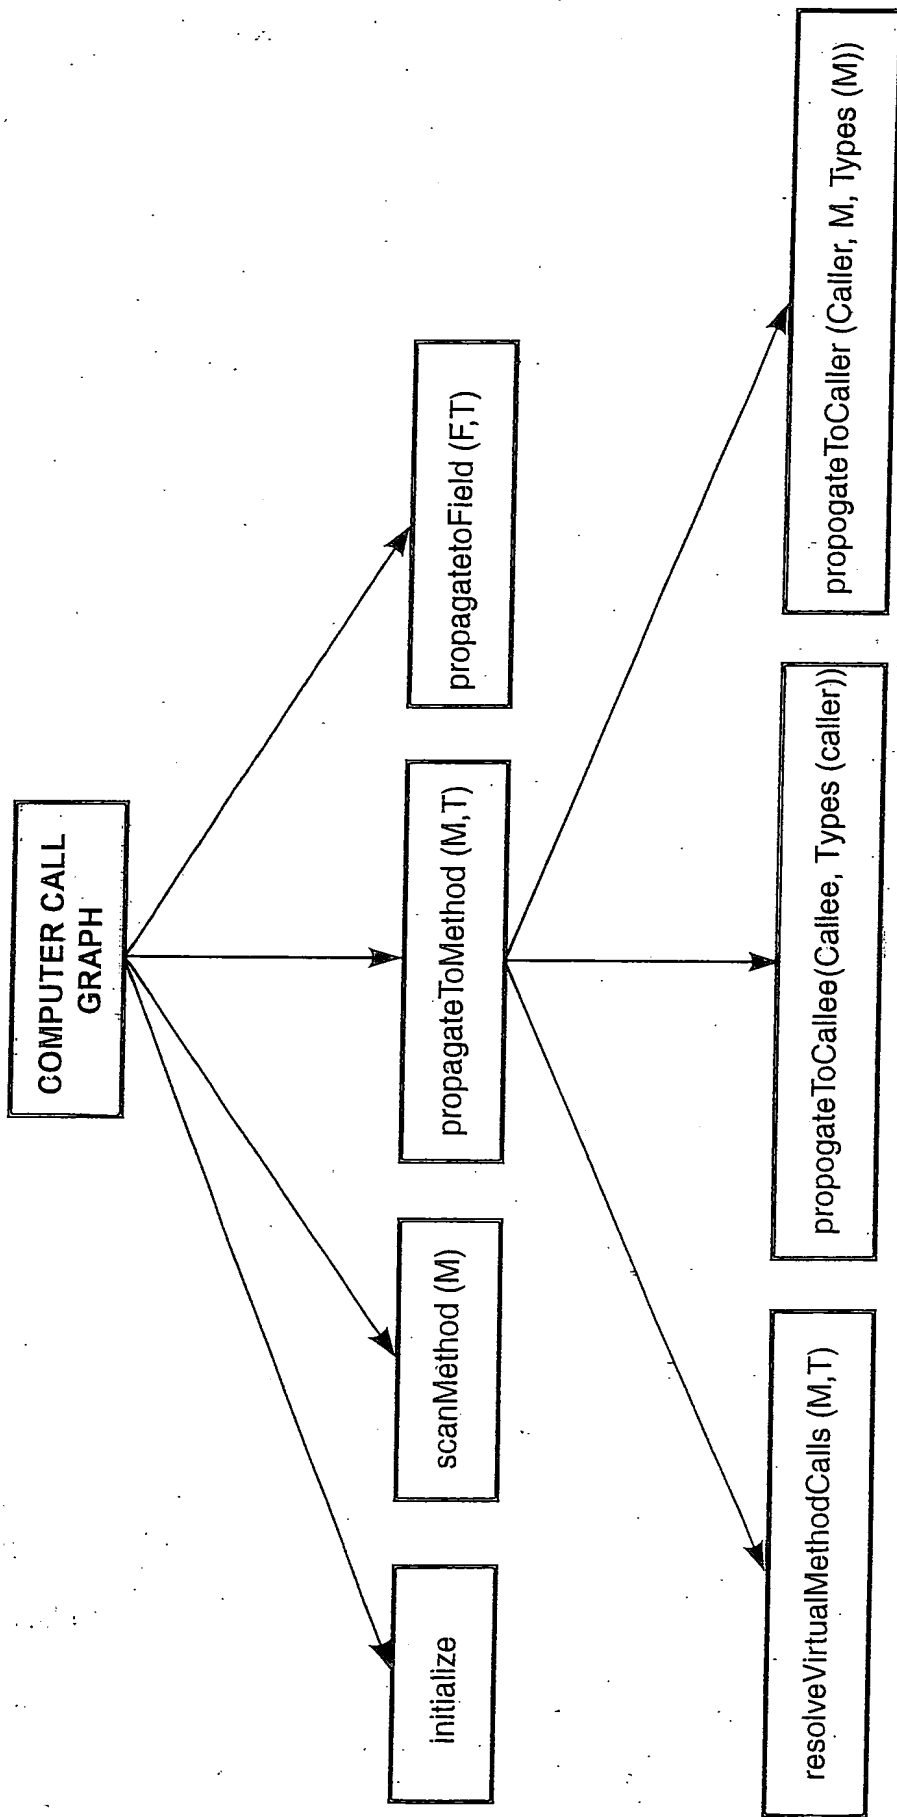 COMPUTER CALL
GRAPH
initialize
scanMethod (M)
propagateToMethod (M,T)
propagatetoField (F,T)
resolveVirtualMethodCalls (M,T)
propogateToCallee(Callee, Types (caller))
propogateToCaller (Caller, M, Types (M))